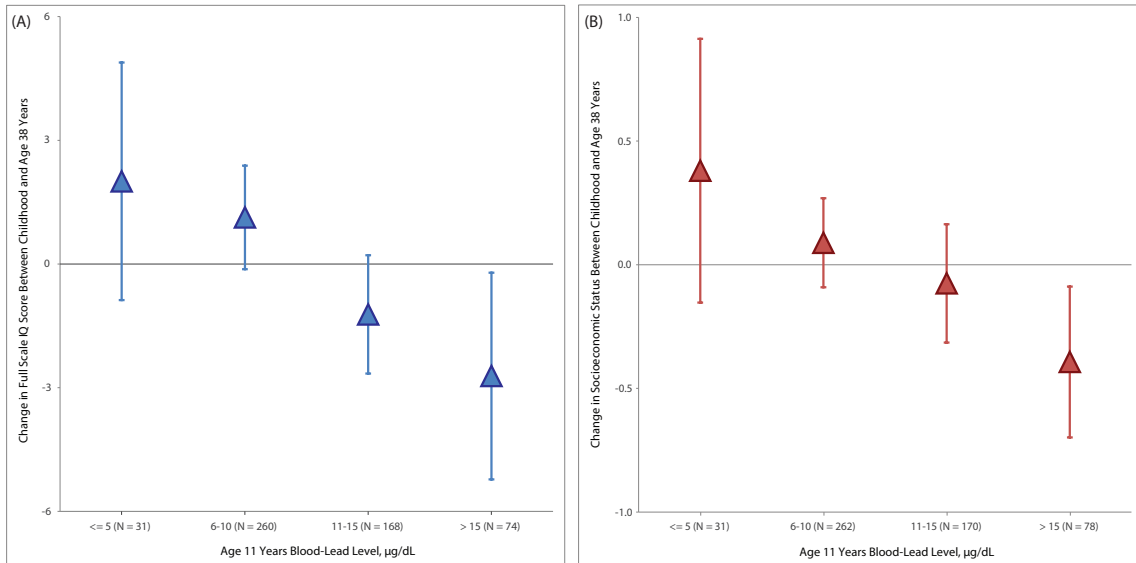 (A)
Change in Full Scale IQ Score Between Childhood and Age 38 Years
6
3
0
-3
-6
<= 5 (N = 31)
6-10 (N = 260)
11-15 (N = 168)
> 15 (N = 74)
Age 11 Years Blood-Lead Level, µg/dL
(B)
Change in Socioeconomic Status Between Childhood and Age 38 Years
1.0
0.5
0.0
-0.5
-1.0
<= 5 (N = 31)
6-10 (N = 262)
11-15 (N = 170)
> 15 (N = 78)
Age 11 Years Blood-Lead Level, µg/dL